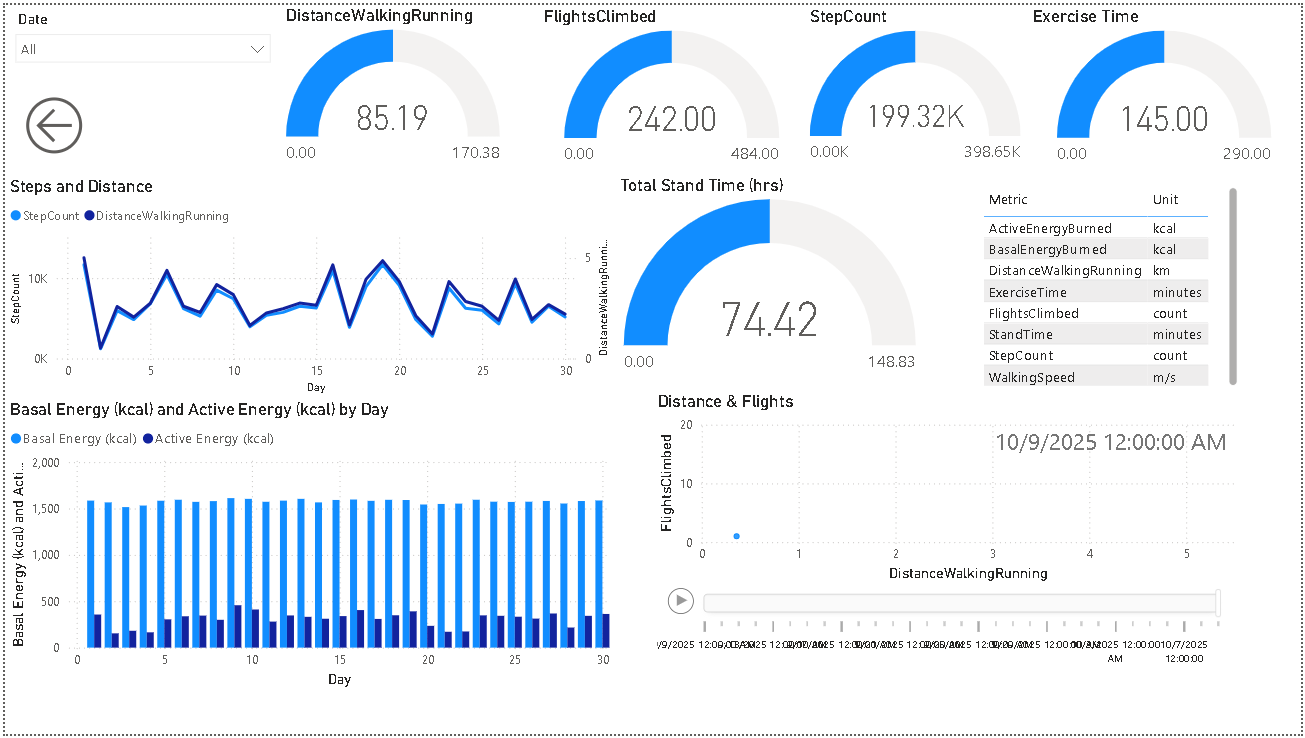 Date
All
DistanceWalkingRunning
85.19
0.00
170.38
FlightsClimbed
242.00
0.00
484.00
StepCount
199.32K
0.00K
398.65K
Exercise Time
145.00
0.00
290.00
Steps and Distance
StepCount DistanceWalkingRunning
StepCount
10K
0K
5
0
DistanceWalkingRunni...
0 5 10 15 20 25 30
Day
Total Stand Time (hrs)
74.42
0.00
148.83
Metric Unit
ActiveEnergyBurned kcal
BasalEnergyBurned kcal
DistanceWalkingRunning km
ExerciseTime minutes
FlightsClimbed count
StandTime minutes
StepCount count
WalkingSpeed m/s
Basal Energy (kcal) and Active Energy (kcal) by Day
Basal Energy (kcal) Active Energy (kcal)
Basal Energy (kcal) and Acti...
2,000
1,500
1,000
500
0
0 5 10 15 20 25 30
Day
Distance & Flights
10/9/2025 12:00:00 AM
FlightsClimbed
20
10
0
0 1 2 3 4 5
DistanceWalkingRunning
/9/2025
10/7/2025
AM
12:00:00